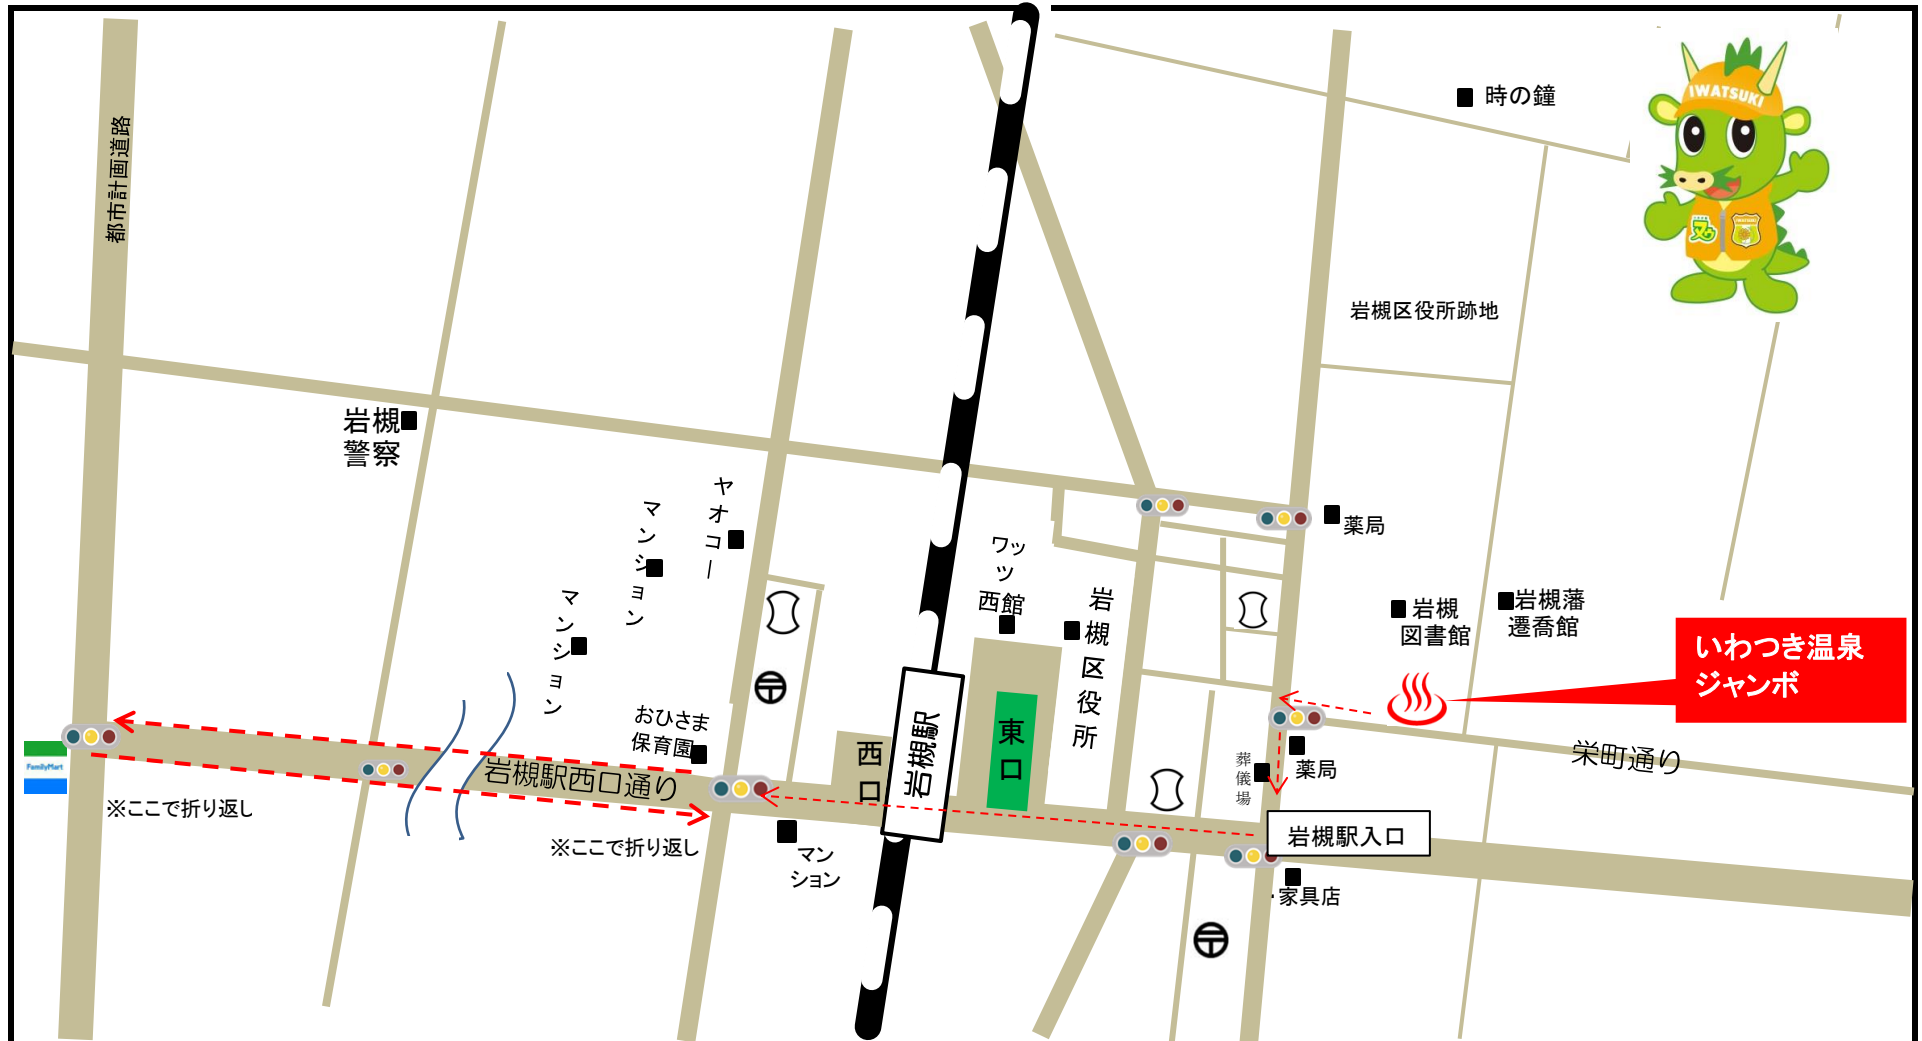 都市計画道路
時の鐘
IWATSUKI
岩槻区役所跡地
岩槻
警察
ヤオコー
マンション
マンション
ワッツ
西館
岩槻区役所
薬局
岩槻
図書館
岩槻藩
遷喬館
いわつき温泉
ジャンボ
おひさま
保育園
岩槻駅西口通り
西口
岩槻駅
東口
葬儀場
薬局
栄町通り
FamilyMart
※ここで折り返し
※ここで折り返し
マン
ション
岩槻駅入口
家具店